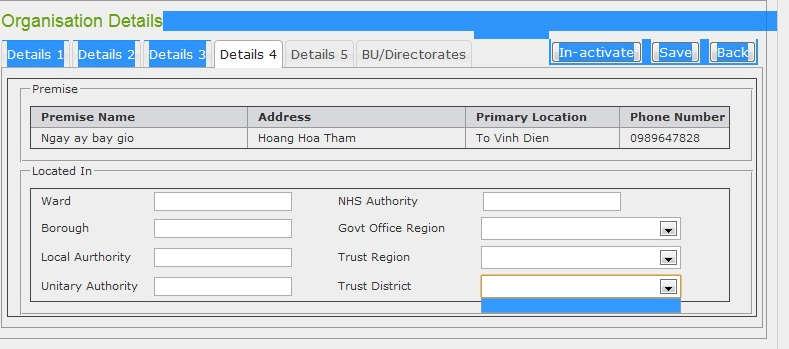 Organisation Details
Details 1 Details 2 Details 3 Details 4 Details 5 BU/Directorates In-activate Save Back
Premise
Premise Name Address Primary Location Phone Number
Ngay ay bay gio Hoang Hoa Tham To Vinh Dien 0989647828
Located In
Ward NHS Authority
Borough Govt Office Region
Local Aurthority Trust Region
Unitary Authority Trust District